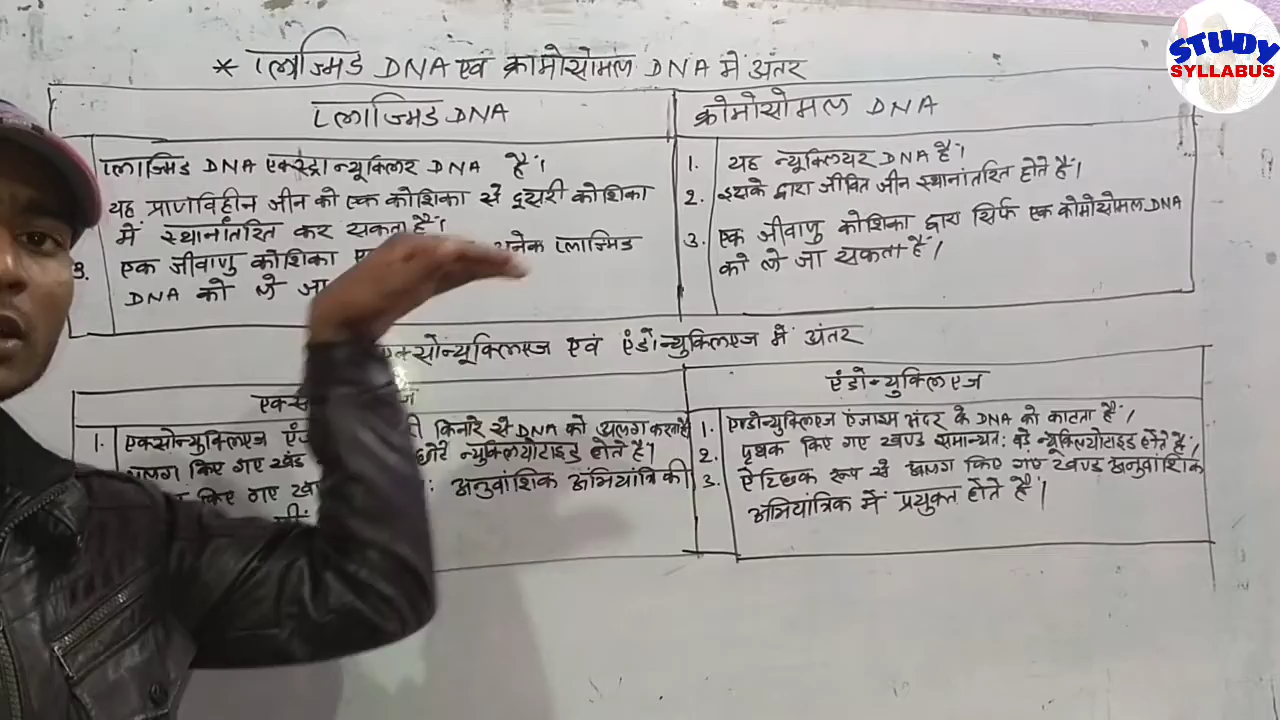 STUDY
SYLLABUS
* प्लाज्मिड DNA एवं क्रोमोसोमल DNA में अंतर
प्लाज्मिड DNA
क्रोमोसोमल DNA
प्लाज्मिड DNA एक्स्ट्रा न्यूक्लिर DNA है।
यह प्राणविहीन जीन को एक कोशिका से दूसरी कोशिका
में स्थानांतरित कर सकता है।
3. एक जीवाणु कोशिका अनेक प्लाज्मिड
DNA को ले जा
1. यह न्यूक्लियर DNA है।
2. इसके द्वारा जीवित जीन स्थानांतरित होते है।
3. एक जीवाणु कोशिका द्वारा सिर्फ एक क्रोमोसोमल DNA
को ले जा सकता है।
एक्सोन्यूक्लिएज एवं एंडोन्युक्लिएज में अंतर
एंडोन्युक्लिएज
1. एक्सोन्युक्लिएज किनारे से DNA को अलग करता है
अलग किए गए खंड छोटे न्युक्लियोटाइड होते है।
किए गए अनुवांशिक अभियांत्रिकी
1. एण्डोन्युक्लिएज एंजाइम अंदर के DNA को काटता है।
2. पृथक किए गए खण्ड समान्यत: बड़े न्युक्लियोटाइड होते है।
3. ऐच्छिक रूप से अलग किए गए खण्ड अनुवांशिक
अभियांत्रिक में प्रयुक्त होते है।